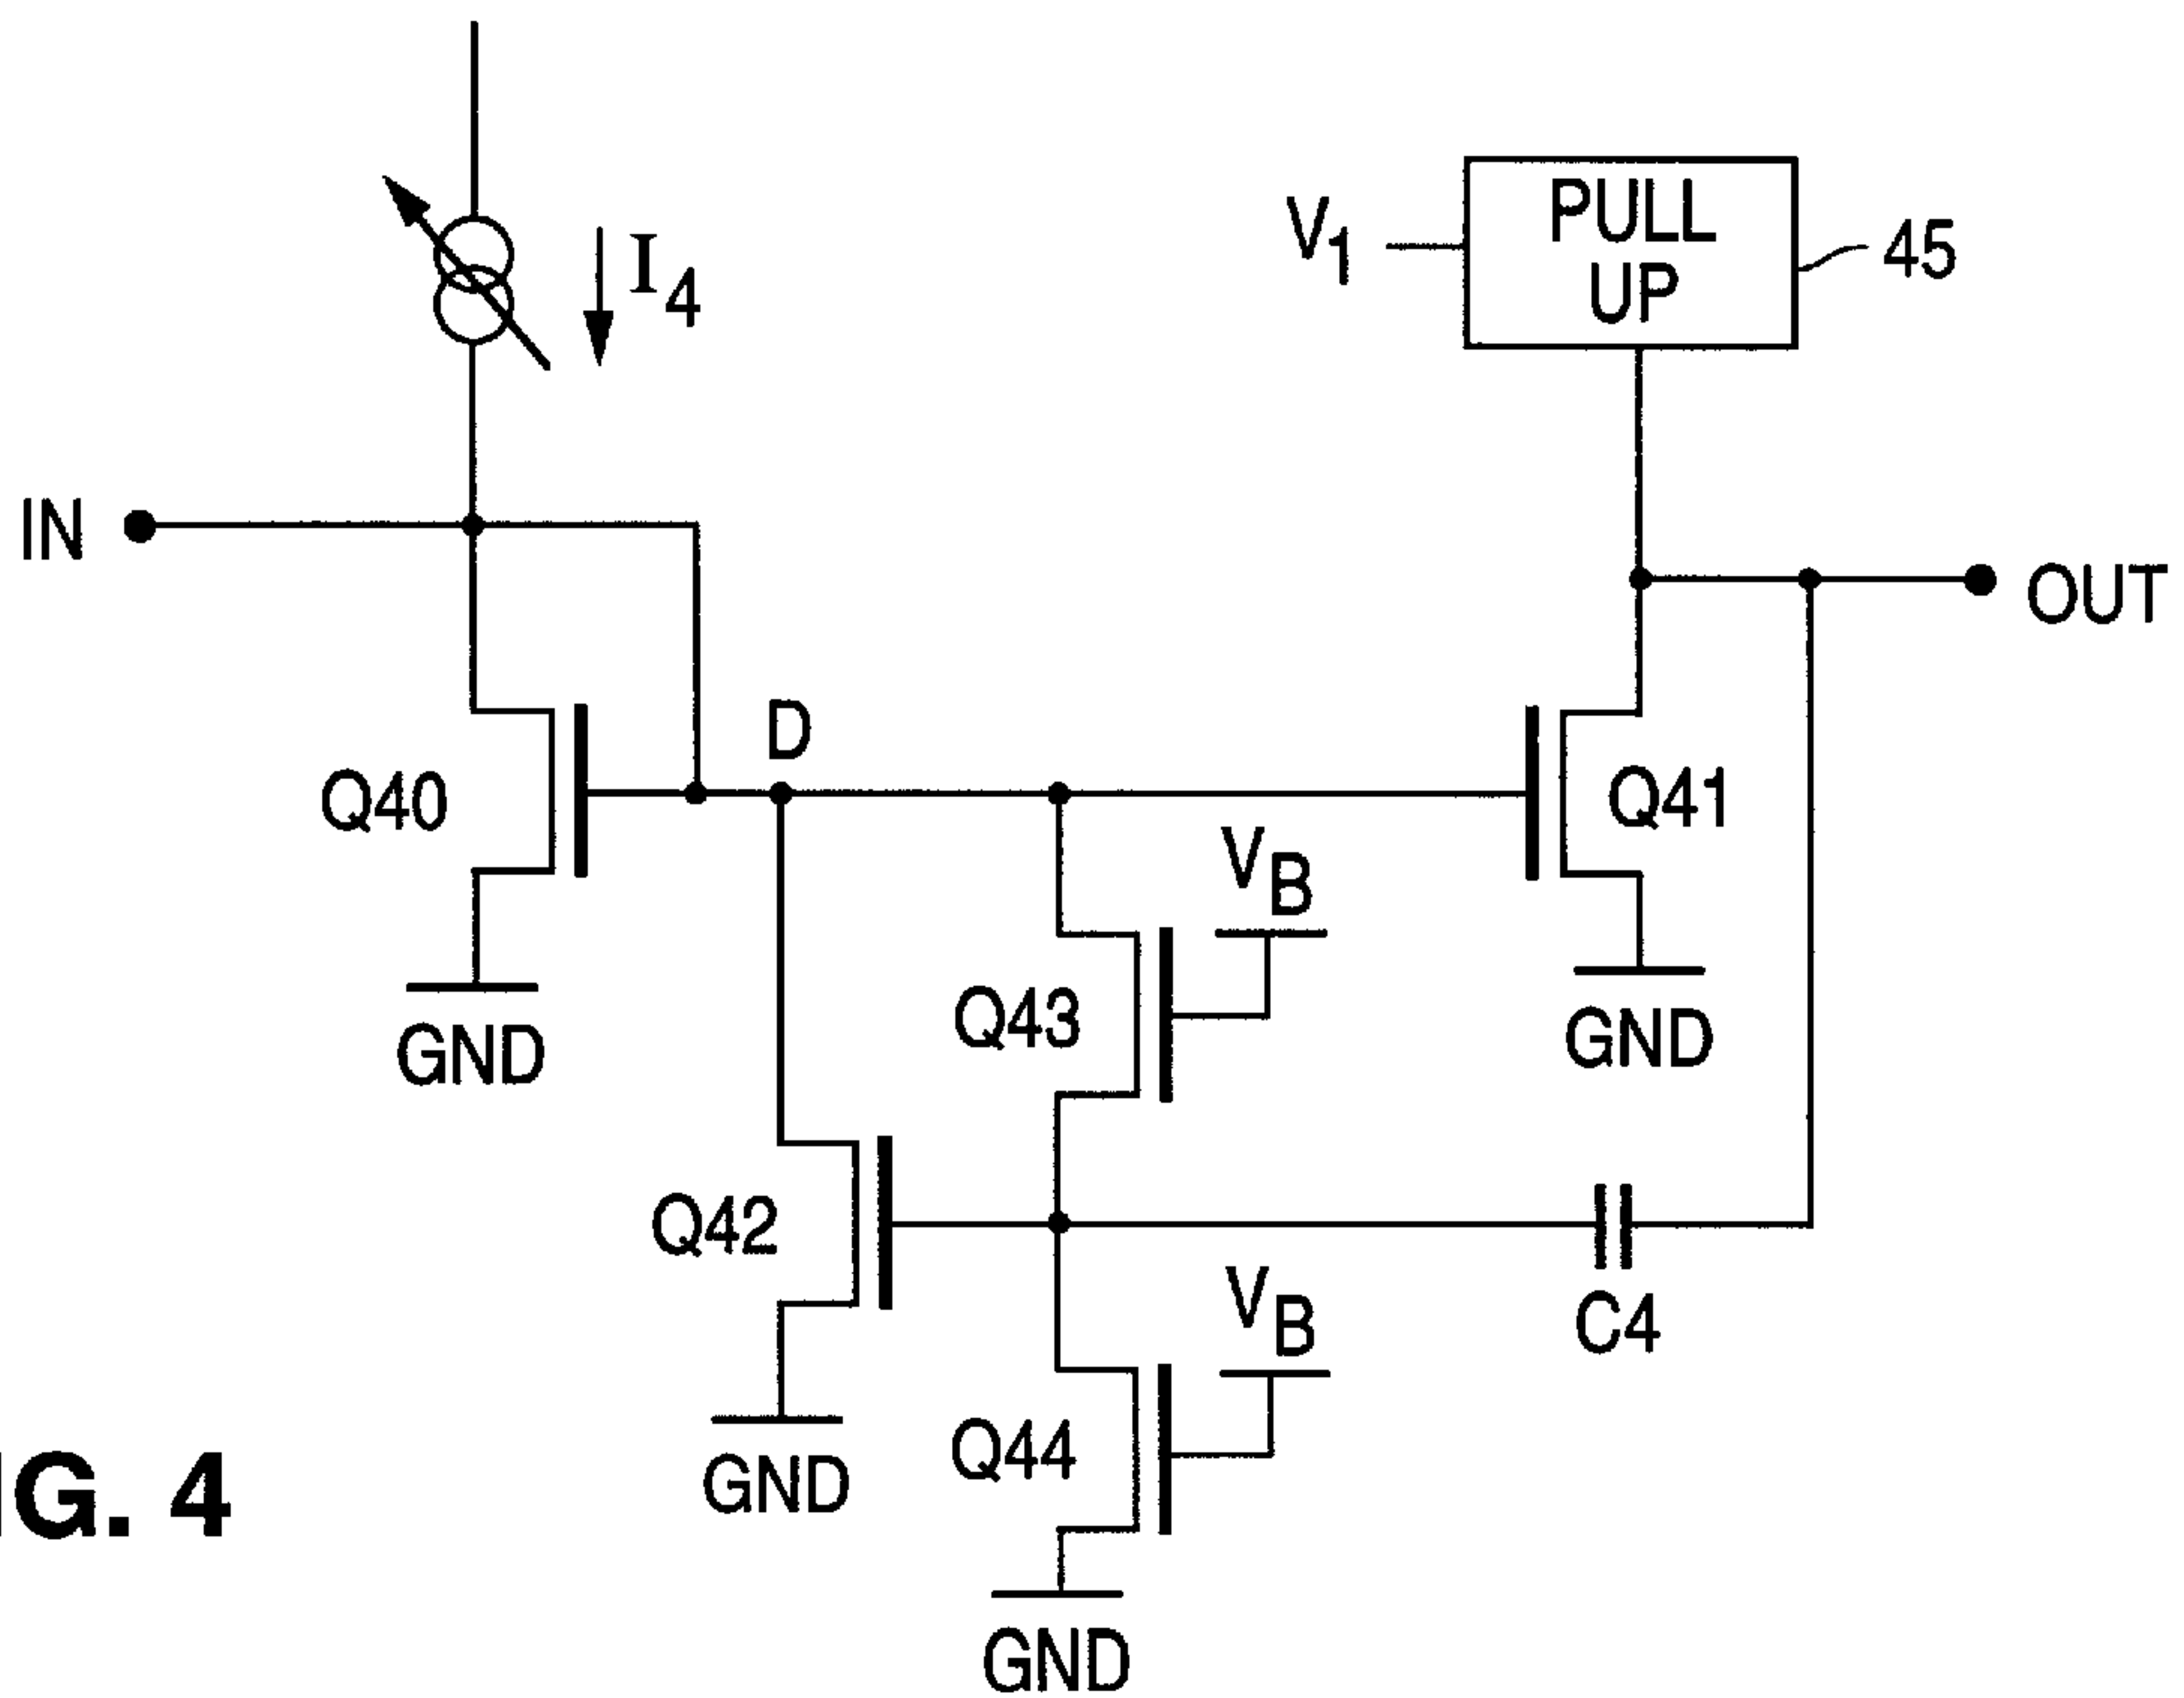 I4
V1
PULL
UP
45
IN
OUT
D
Q40
Q41
VB
Q43
GND
GND
Q42
VB
C4
Q44
GND
GND
IG. 4